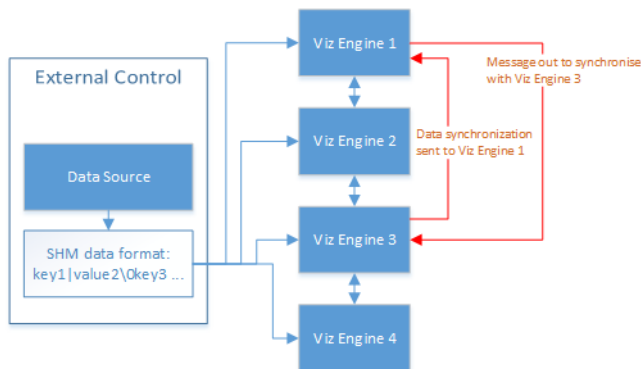 External Control
Data Source
SHM data format:
key1|value2\0key3 ...
Viz Engine 1
Viz Engine 2
Viz Engine 3
Viz Engine 4
Message out to synchronise
with Viz Engine 3
Data synchronization
sent to Viz Engine 1